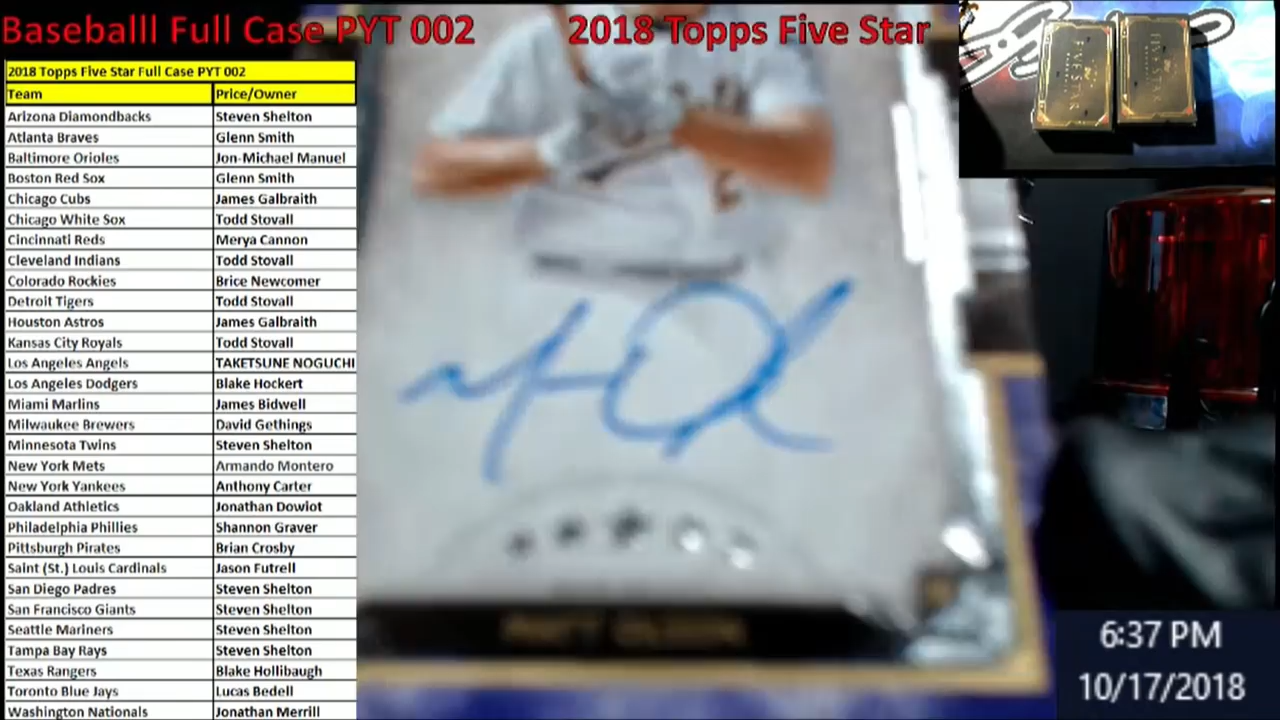 Baseballl Full Case PYT 002
2018 Topps Five Star
2018 Topps Five Star Full Case PYT 002
Team Price/Owner
Arizona Diamondbacks Steven Shelton
Atlanta Braves Glenn Smith
Baltimore Orioles Jon-Michael Manuel
Boston Red Sox Glenn Smith
Chicago Cubs James Galbraith
Chicago White Sox Todd Stovall
Cincinnati Reds Merya Cannon
Cleveland Indians Todd Stovall
Colorado Rockies Brice Newcomer
Detroit Tigers Todd Stovall
Houston Astros James Galbraith
Kansas City Royals Todd Stovall
Los Angeles Angels TAKETSUNE NOGUCHI
Los Angeles Dodgers Blake Hockert
Miami Marlins James Bidwell
Milwaukee Brewers David Gethings
Minnesota Twins Steven Shelton
New York Mets Armando Montero
New York Yankees Anthony Carter
Oakland Athletics Jonathan Dowiot
Philadelphia Phillies Shannon Graver
Pittsburgh Pirates Brian Crosby
Saint (St.) Louis Cardinals Jason Futrell
San Diego Padres Steven Shelton
San Francisco Giants Steven Shelton
Seattle Mariners Steven Shelton
Tampa Bay Rays Steven Shelton
Texas Rangers Blake Hollibaugh
Toronto Blue Jays Lucas Bedell
Washington Nationals Jonathan Merrill
MATT OLSON
FIVE STAR
FIVE STAR
6:37 PM
10/17/2018